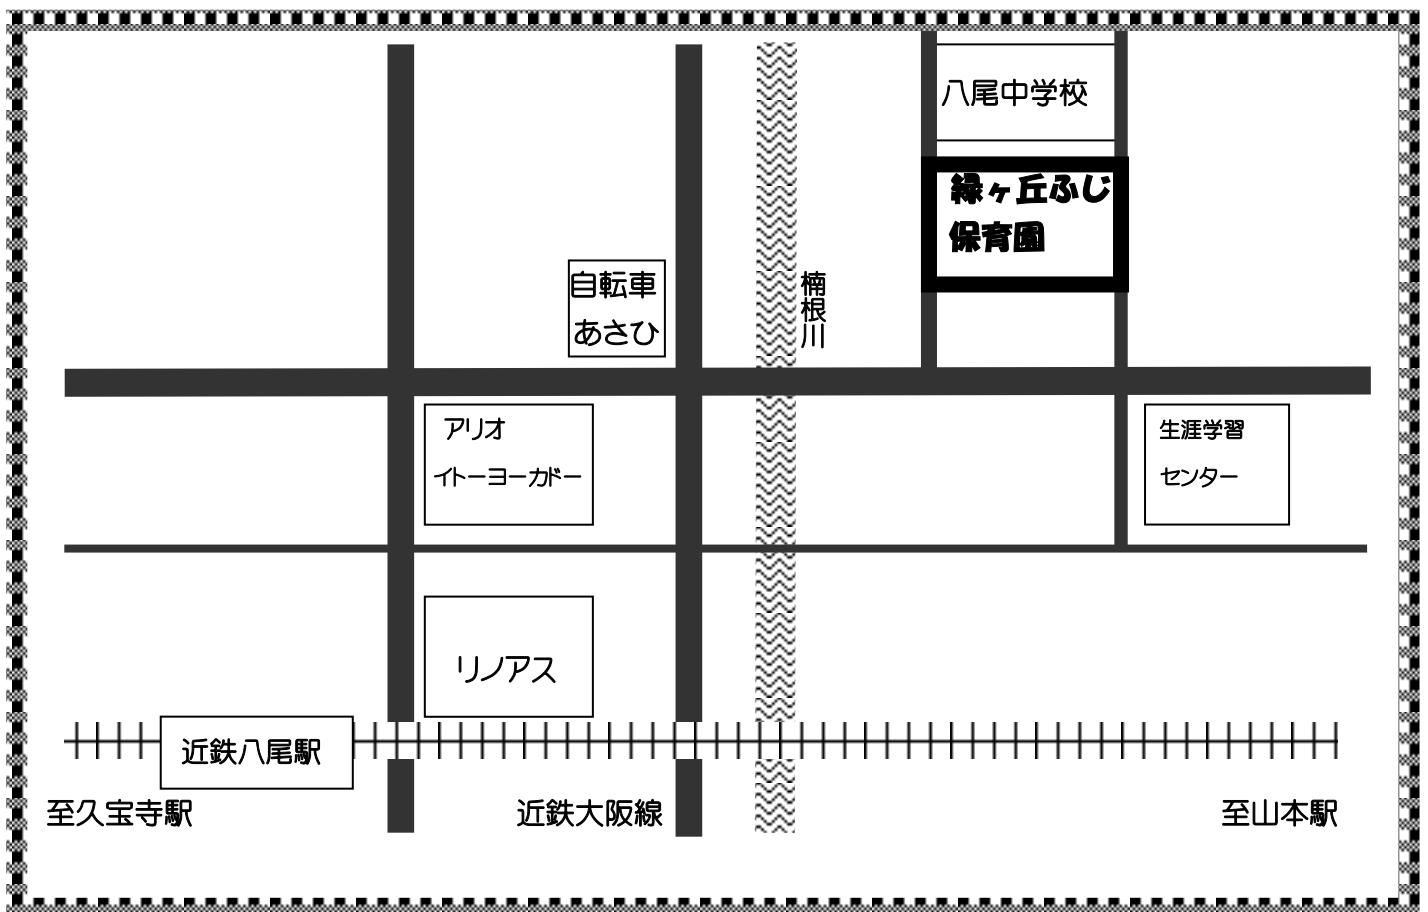 八尾中学校
緑ヶ丘ふじ
保育園
自転車
あさひ
楠根川
アリオ
イトーヨーカドー
生涯学習
センター
リノアス
近鉄八尾駅
至久宝寺駅
近鉄大阪線
至山本駅